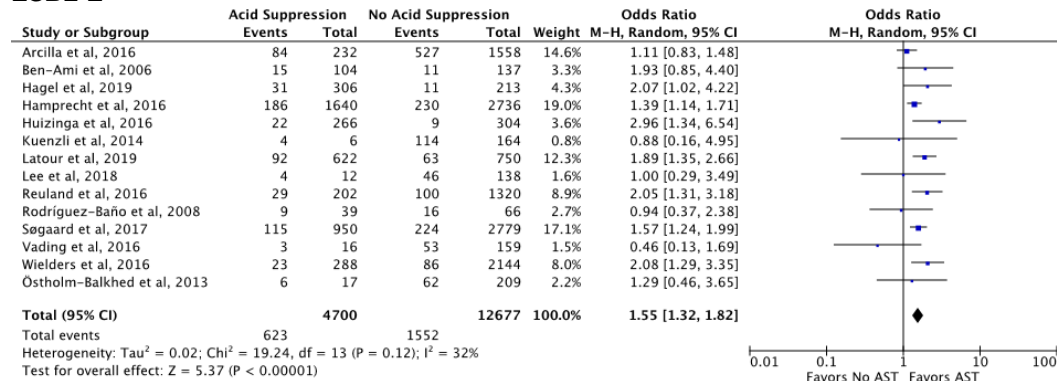 Acid Suppression No Acid Suppression Odds Ratio Odds Ratio
Study or Subgroup Events Total Events Total Weight M-H, Random, 95% CI M-H, Random, 95% CI
Arcilla et al, 2016 84 232 527 1558 14.6% 1.11 [0.83, 1.48]
Ben-Ami et al, 2006 15 104 11 137 3.3% 1.93 [0.85, 4.40]
Hagel et al, 2019 31 306 11 213 4.3% 2.07 [1.02, 4.22]
Hamprecht et al, 2016 186 1640 230 2736 19.0% 1.39 [1.14, 1.71]
Huizinga et al, 2016 22 266 9 304 3.6% 2.96 [1.34, 6.54]
Kuenzli et al, 2014 4 6 114 164 0.8% 0.88 [0.16, 4.95]
Latour et al, 2019 92 622 63 750 12.3% 1.89 [1.35, 2.66]
Lee et al, 2018 4 12 46 138 1.6% 1.00 [0.29, 3.49]
Reuland et al, 2016 29 202 100 1320 8.9% 2.05 [1.31, 3.18]
Rodríguez-Baño et al, 2008 9 39 16 66 2.7% 0.94 [0.37, 2.38]
Søgaard et al, 2017 115 950 224 2779 17.1% 1.57 [1.24, 1.99]
Vading et al, 2016 3 16 53 159 1.5% 0.46 [0.13, 1.69]
Wielders et al, 2016 23 288 86 2144 8.0% 2.08 [1.29, 3.35]
Östholm-Balkhed et al, 2013 6 17 62 209 2.2% 1.29 [0.46, 3.65]
Total (95% CI) 4700 12677 100.0% 1.55 [1.32, 1.82]
Total events 623 1552
Heterogeneity: Tau² = 0.02; Chi² = 19.24, df = 13 (P = 0.12); I² = 32%
Test for overall effect: Z = 5.37 (P < 0.00001)
0.01 0.1 1 10 100
Favors No AST Favors AST